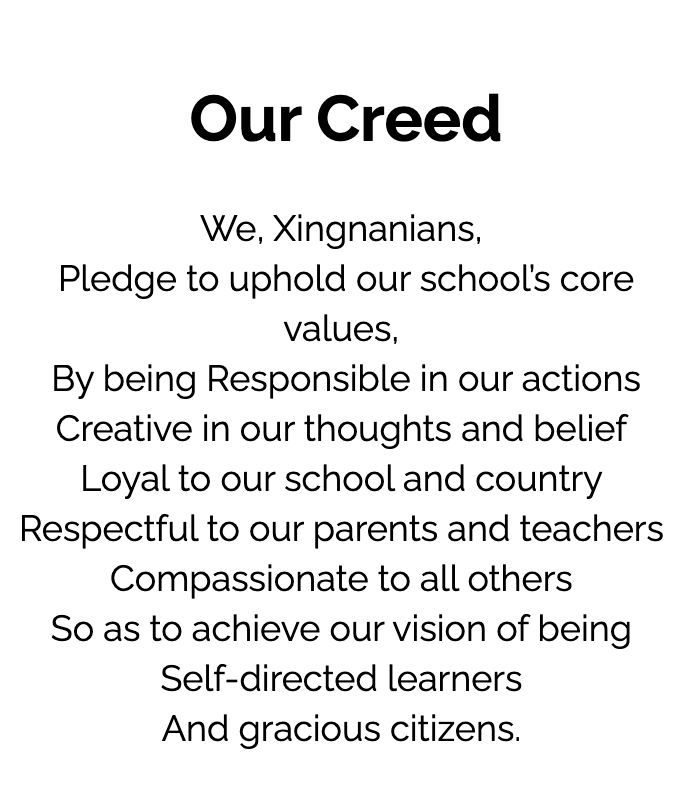 Our Creed
We, Xingnanians,
Pledge to uphold our school’s core
values,
By being Responsible in our actions
Creative in our thoughts and belief
Loyal to our school and country
Respectful to our parents and teachers
Compassionate to all others
So as to achieve our vision of being
Self-directed learners
And gracious citizens.